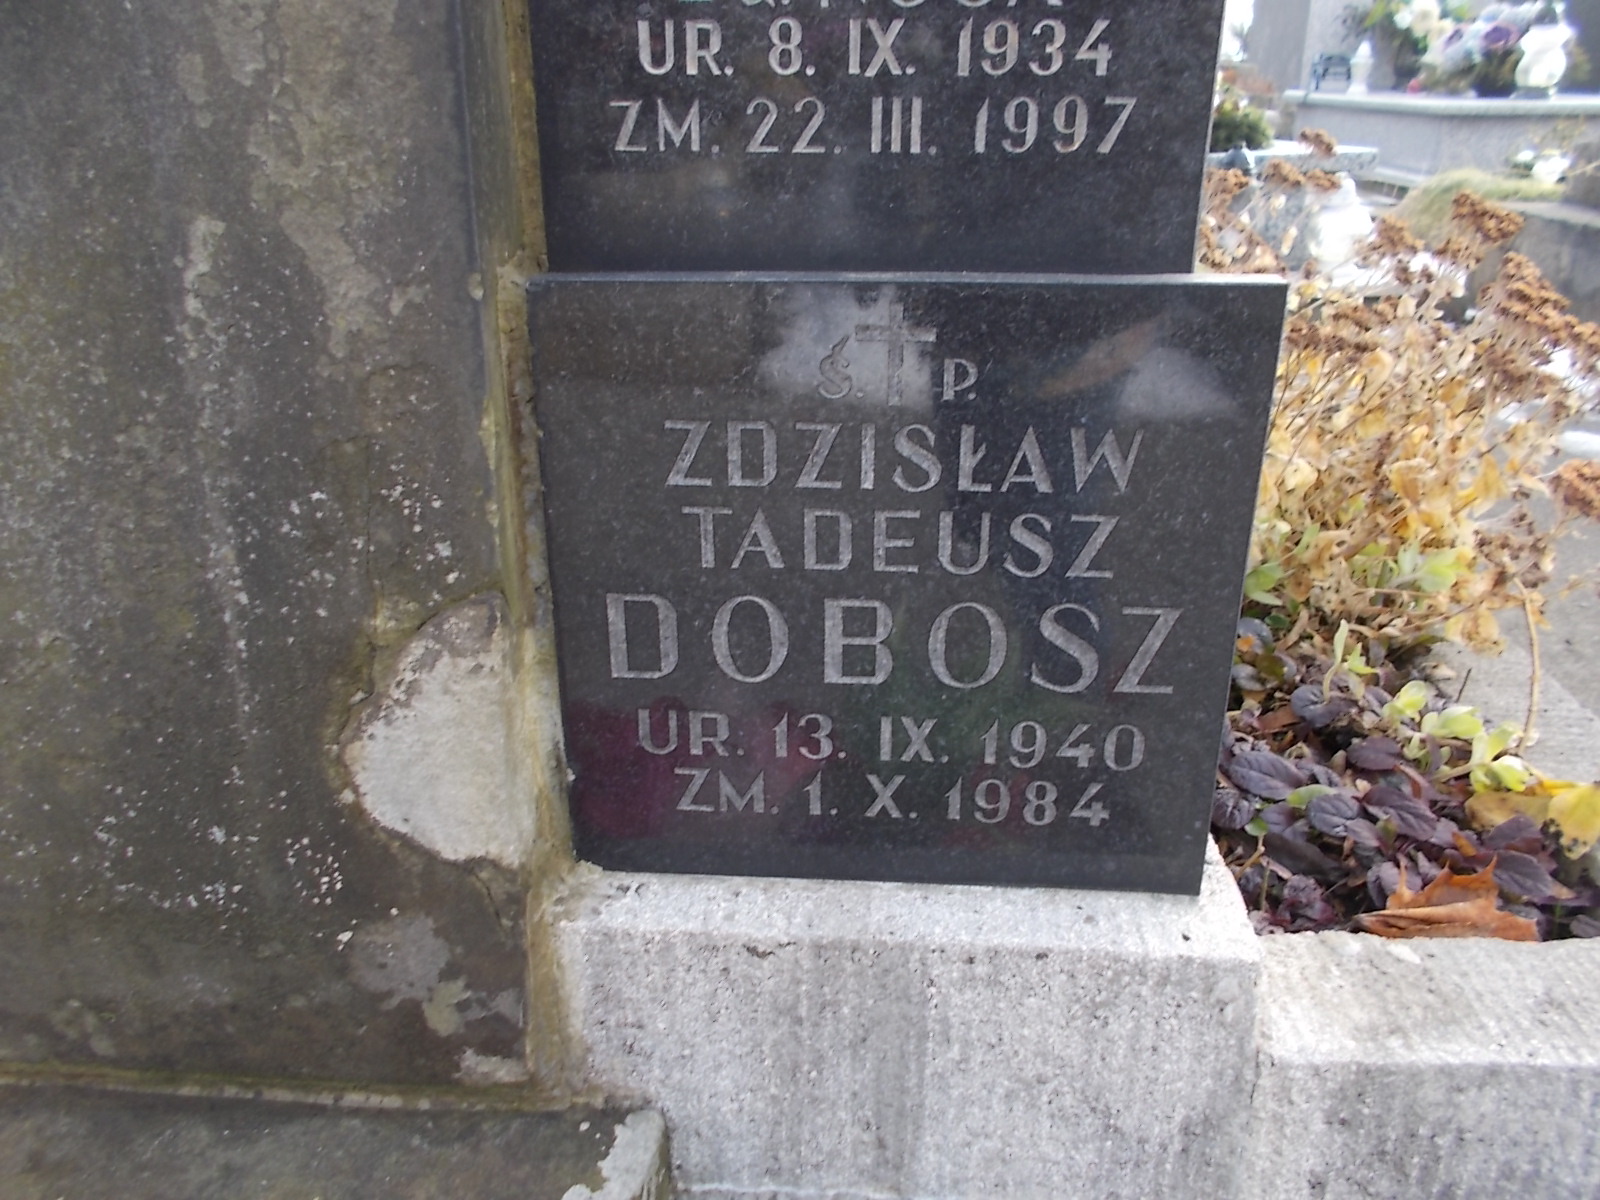 UR. 8. IX. 1934
ZM. 22. III. 1997
Ś. P.
ZDZISŁAW
TADEUSZ
DOBOSZ
UR. 13. IX. 1940
ZM. 1. X. 1984